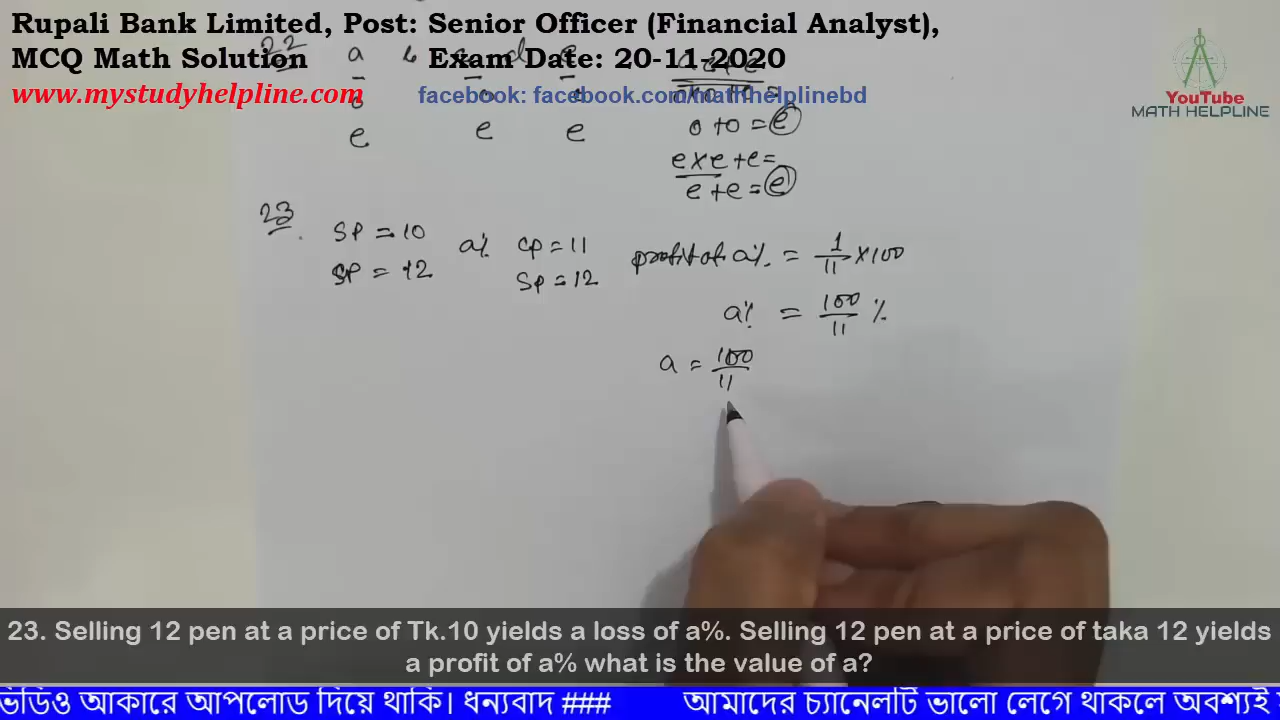 Rupali Bank Limited, Post: Senior Officer (Financial Analyst),
MCQ Math Solution Exam Date: 20-11-2020
www.mystudyhelpline.com facebook: facebook.com/mathhelplinebd
YouTube
MATH HELPLINE
22
a b c d e
e e e
0+0 = e
e×e+e=
e+e=e
23.
SP = 10
SP = 12
a%
CP = 11
SP = 12
profit of a% = 1/11 ×100
a% = 100/11 %
a = 100/11
23. Selling 12 pen at a price of Tk.10 yields a loss of a%. Selling 12 pen at a price of taka 12 yields
a profit of a% what is the value of a?
ভিডিও আকারে আপলোড দিয়ে থাকি। ধন্যবাদ ### আমাদের চ্যানেলটি ভালো লেগে থাকলে অবশ্যই